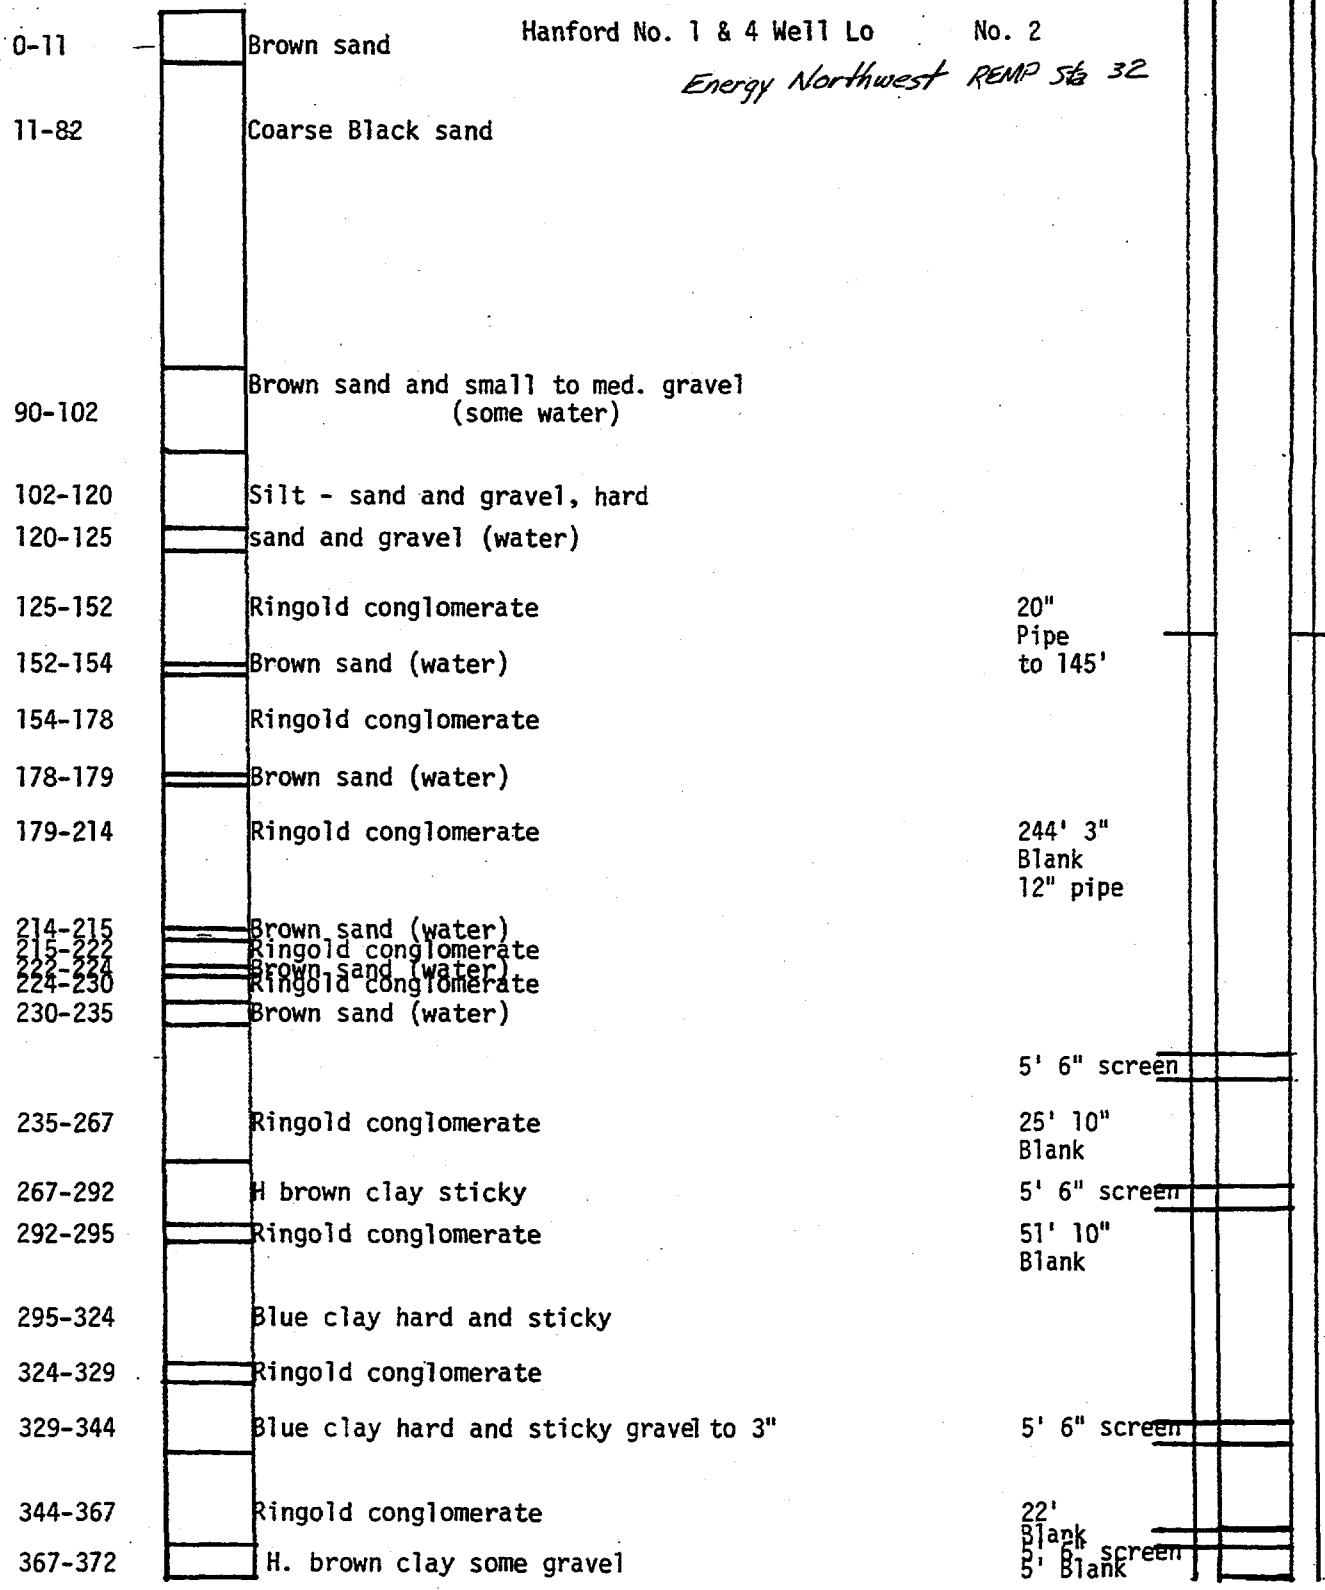 Hanford No. 1 & 4 Well Lo No. 2
Energy Northwest REMP Sta 32
0-11 Brown sand
11-82 Coarse Black sand
Brown sand and small to med. gravel
90-102 (some water)
102-120 Silt - sand and gravel, hard
120-125 sand and gravel (water)
125-152 Ringold conglomerate 20"
Pipe
152-154 Brown sand (water) to 145'
154-178 Ringold conglomerate
178-179 Brown sand (water)
179-214 Ringold conglomerate 244' 3"
Blank
12" pipe
214-215 Brown sand (water)
215-222 Ringold conglomerate
222-224 Brown sand (water)
224-230 Ringold conglomerate
230-235 Brown sand (water)
5' 6" screen
235-267 Ringold conglomerate 25' 10"
Blank
267-292 H brown clay sticky 5' 6" screen
292-295 Ringold conglomerate 51' 10"
Blank
295-324 Blue clay hard and sticky
324-329 Ringold conglomerate
329-344 Blue clay hard and sticky gravel to 3" 5' 6" screen
344-367 Ringold conglomerate 22'
Blank
5' 6" screen
367-372 H. brown clay some gravel 5' Blank